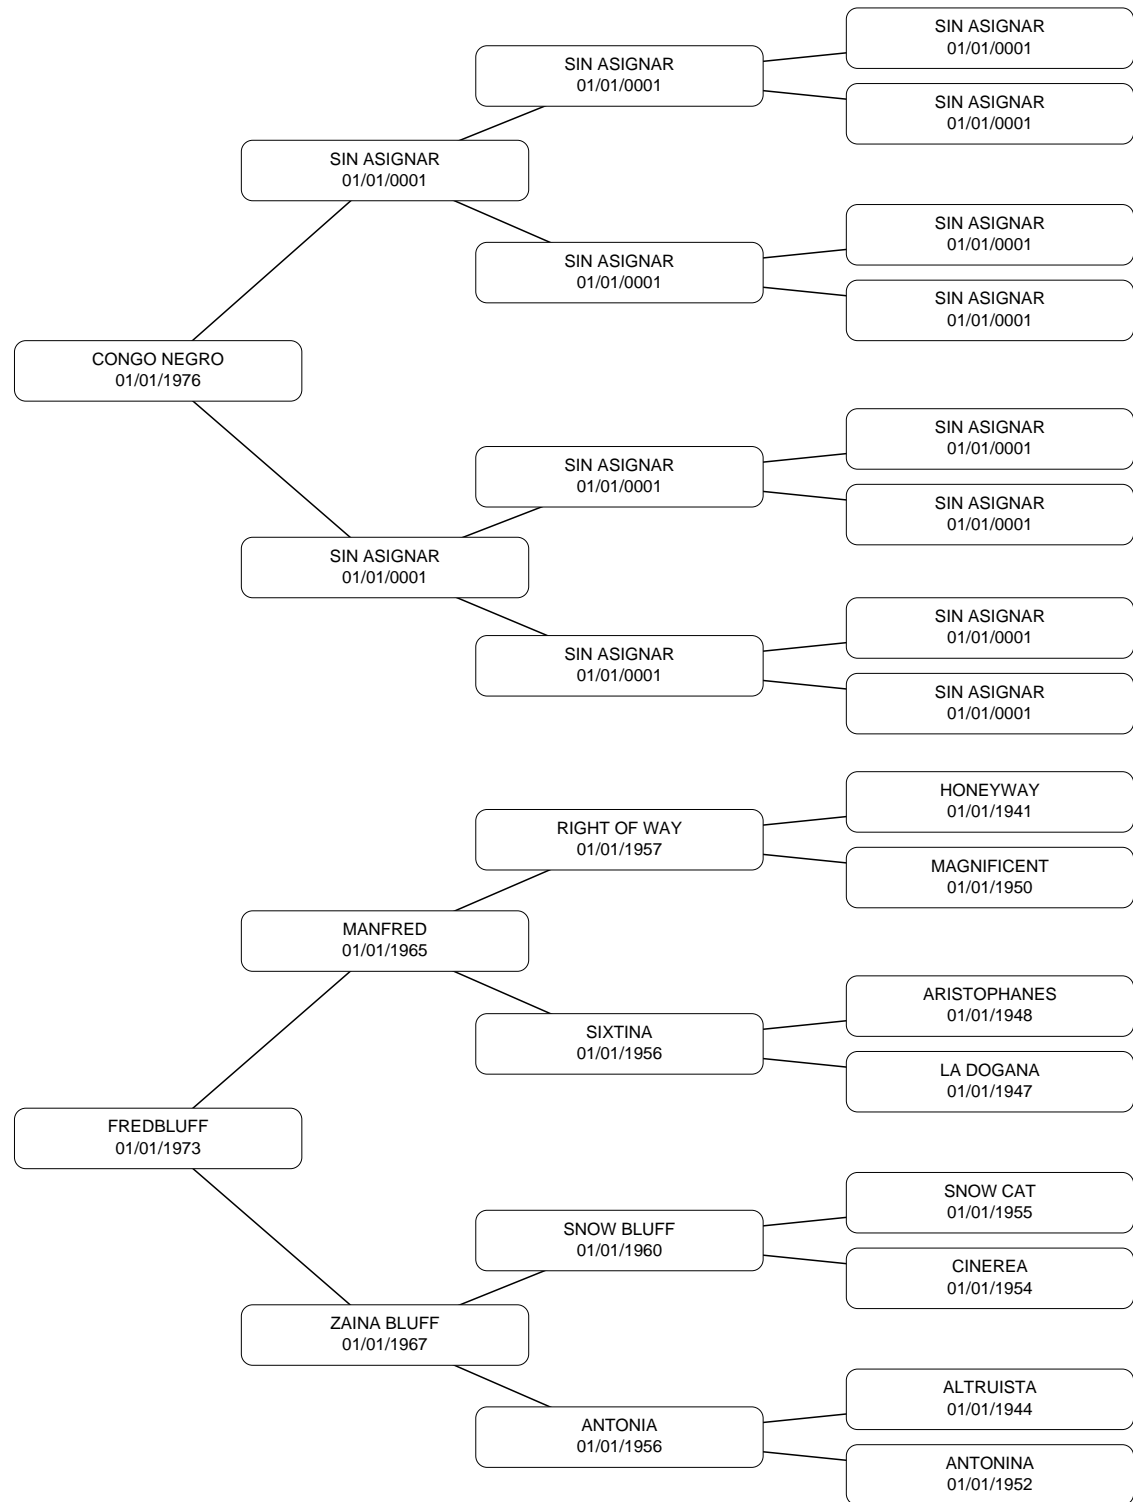 SIN ASIGNAR
01/01/0001
SIN ASIGNAR
01/01/0001
SIN ASIGNAR
01/01/0001
SIN ASIGNAR
01/01/0001
SIN ASIGNAR
01/01/0001
SIN ASIGNAR
01/01/0001
SIN ASIGNAR
01/01/0001
CONGO NEGRO
01/01/1976
SIN ASIGNAR
01/01/0001
SIN ASIGNAR
01/01/0001
SIN ASIGNAR
01/01/0001
SIN ASIGNAR
01/01/0001
SIN ASIGNAR
01/01/0001
SIN ASIGNAR
01/01/0001
SIN ASIGNAR
01/01/0001
HONEYWAY
01/01/1941
RIGHT OF WAY
01/01/1957
MAGNIFICENT
01/01/1950
MANFRED
01/01/1965
ARISTOPHANES
01/01/1948
SIXTINA
01/01/1956
LA DOGANA
01/01/1947
FREDBLUFF
01/01/1973
SNOW CAT
01/01/1955
SNOW BLUFF
01/01/1960
CINEREA
01/01/1954
ZAINA BLUFF
01/01/1967
ALTRUISTA
01/01/1944
ANTONIA
01/01/1956
ANTONINA
01/01/1952